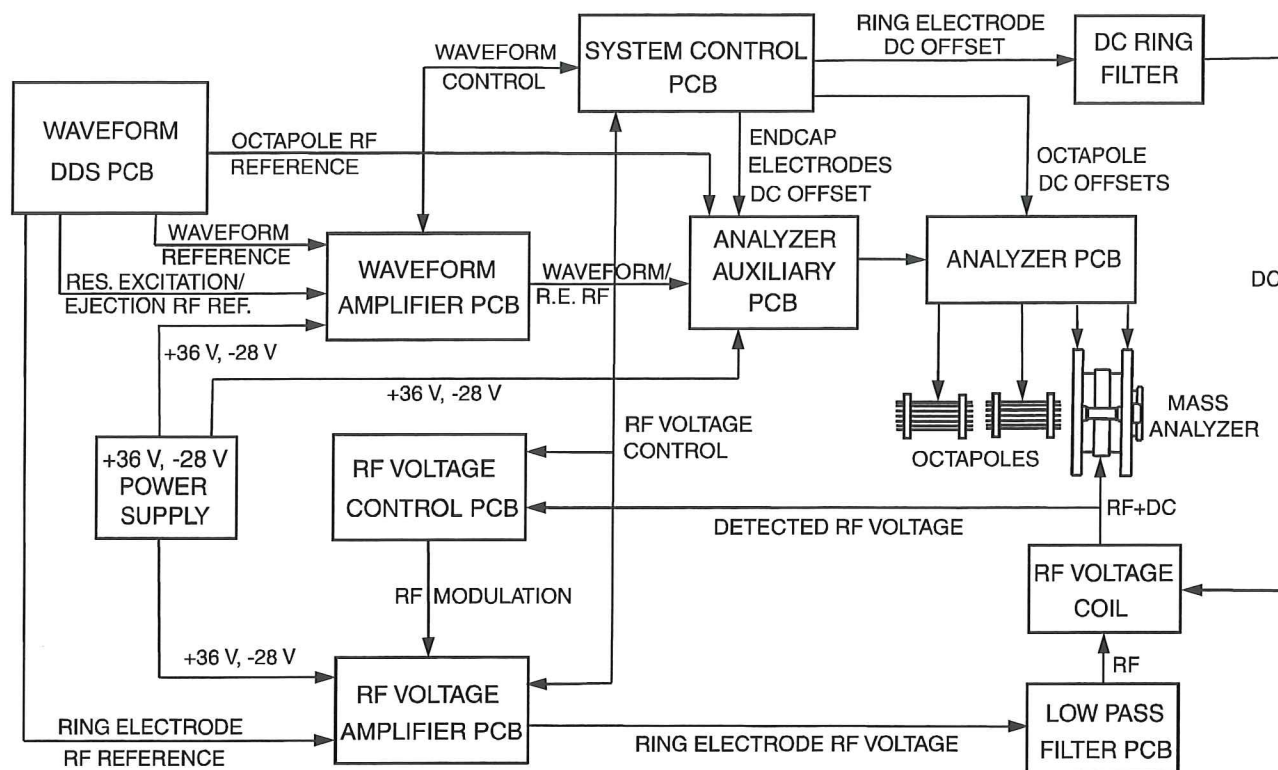 RING ELECTRODE
DC OFFSET
WAVEFORM
CONTROL
SYSTEM CONTROL
PCB
DC RING
FILTER
WAVEFORM
DDS PCB
OCTAPOLE RF
REFERENCE
ENDCAP
ELECTRODES
DC OFFSET
OCTAPOLE
DC OFFSETS
WAVEFORM
REFERENCE
RES. EXCITATION/
EJECTION RF REF.
WAVEFORM
AMPLIFIER PCB
WAVEFORM/
R.E. RF
ANALYZER
AUXILIARY
PCB
ANALYZER PCB
DC
+36 V, -28 V
+36 V, -28 V
MASS
ANALYZER
OCTAPOLES
+36 V, -28 V
POWER
SUPPLY
RF VOLTAGE
CONTROL PCB
RF VOLTAGE
CONTROL
DETECTED RF VOLTAGE
RF+DC
RF VOLTAGE
COIL
RF MODULATION
RF
+36 V, -28 V
RF VOLTAGE
AMPLIFIER PCB
RING ELECTRODE
RF REFERENCE
RING ELECTRODE RF VOLTAGE
LOW PASS
FILTER PCB